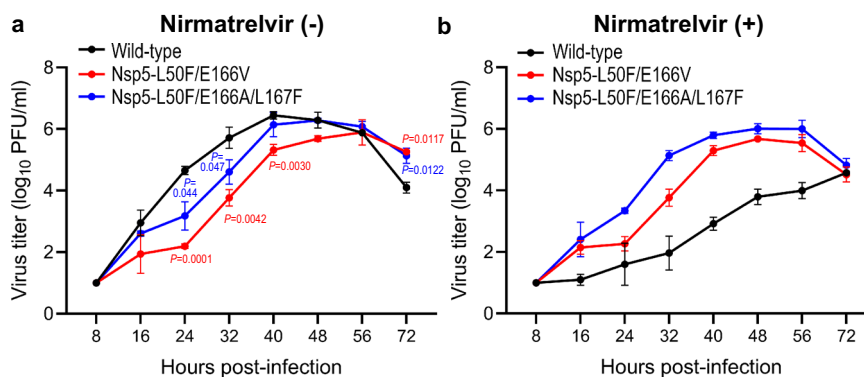 a
Nirmatrelvir (-)
Wild-type
Nsp5-L50F/E166V
Nsp5-L50F/E166A/L167F
Virus titer (log10 PFU/ml)
8
6
4
2
0
P=
0.044
P=
0.047
P=0.0001
P=0.0042
P=0.0030
P=0.0117
P=0.0122
8 16 24 32 40 48 56 72
Hours post-infection
b
Nirmatrelvir (+)
Wild-type
Nsp5-L50F/E166V
Nsp5-L50F/E166A/L167F
Virus titer (log10 PFU/ml)
8
6
4
2
0
8 16 24 32 40 48 56 72
Hours post-infection